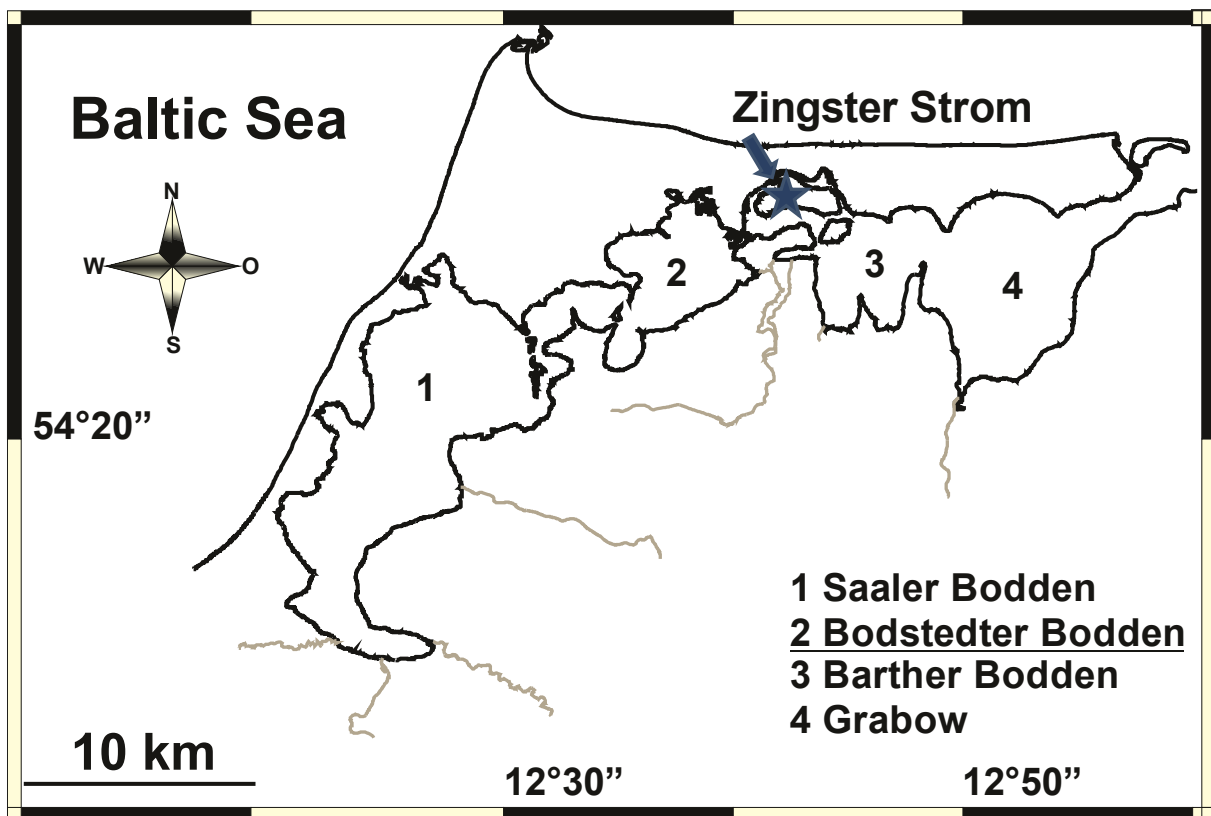 Zingster Strom
Baltic Sea
N
W
O
S
2
3
4
1
54°20”
1 Saaler Bodden
2 Bodstedter Bodden
3 Barther Bodden
4 Grabow
10 km
12°30”
12°50”